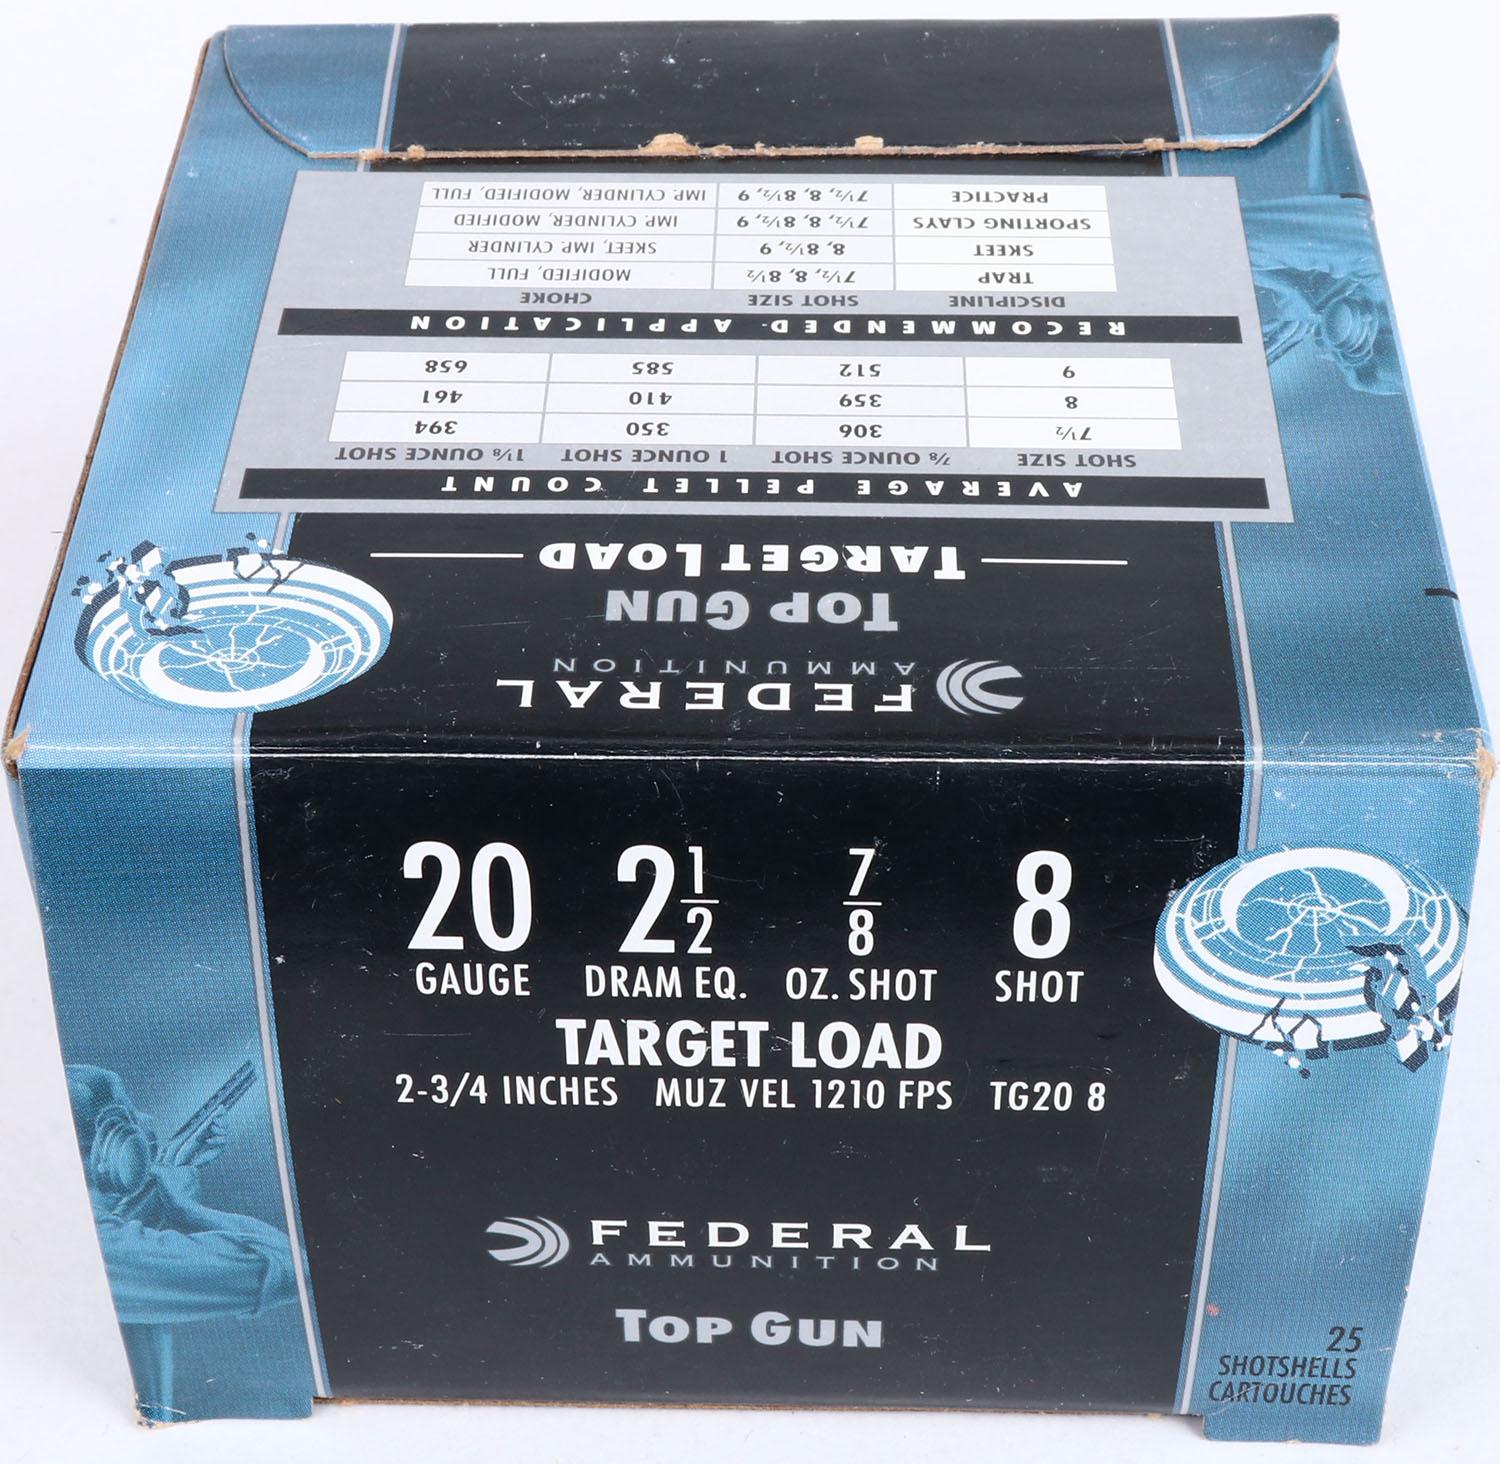 FEDERAL
AMMUNITION
TOP GUN
TARGET LOAD
AVERAGE PELLET COUNT
SHOT SIZE 7/8 OUNCE SHOT 1 OUNCE SHOT 1 1/8 OUNCE SHOT
7 1/2 306 350 394
8 359 410 461
9 512 585 658
RECOMMENDED APPLICATION
DISCIPLINE SHOT SIZE CHOKE
TRAP 7 1/2, 8, 8 1/2 MODIFIED, FULL
SKEET 8, 8 1/2, 9 SKEET, IMP. CYLINDER
SPORTING CLAYS 7 1/2, 8, 8 1/2, 9 IMP. CYLINDER, MODIFIED
PRACTICE 7 1/2, 8, 8 1/2, 9 IMP. CYLINDER, MODIFIED, FULL
20 2 1/2 7/8 8
GAUGE DRAM EQ. OZ. SHOT SHOT
TARGET LOAD
2-3/4 INCHES MUZ VEL 1210 FPS TG20 8
FEDERAL
AMMUNITION
TOP GUN
25
SHOTSHELLS
CARTOUCHES